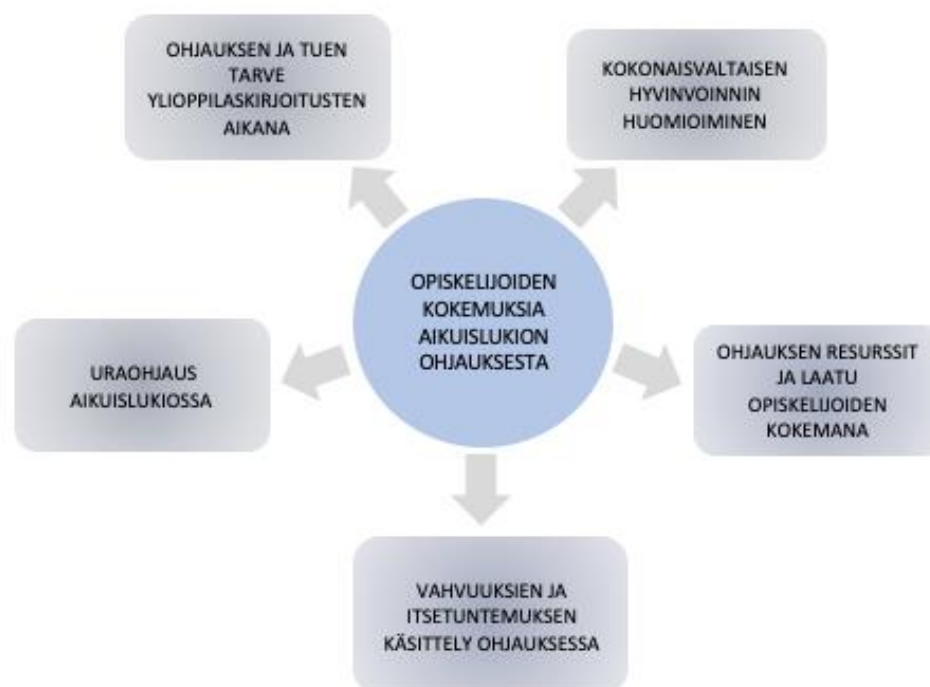 OHJAUKSEN JA TUEN
TARVE
YLIOPPILASKIRJOITUSTEN
AIKANA
KOKONAISVALTAISEN
HYVINVOINNIN
HUOMIOIMINEN
OPISKELIJOIDEN
KOKEMUKSIA
AIKUISLUKION
OHJAUKSESTA
URAOHJAUS
AIKUISLUKIOSSA
OHJAUKSEN RESURSSIT
JA LAATU
OPISKELIJOIDEN
KOKEMANA
VAHVUUKSIEN JA
ITSETUNTEMUKSEN
KÄSITTELY OHJAUKSESSA